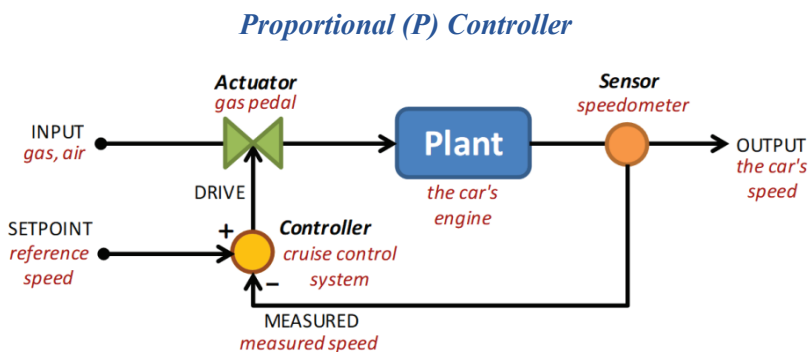 Proportional (P) Controller
Actuator
gas pedal
Sensor
speedometer
INPUT
gas, air
Plant
OUTPUT
the car's
speed
DRIVE
the car's
engine
SETPOINT
reference
speed
+
Controller
cruise control
system
−
MEASURED
measured speed